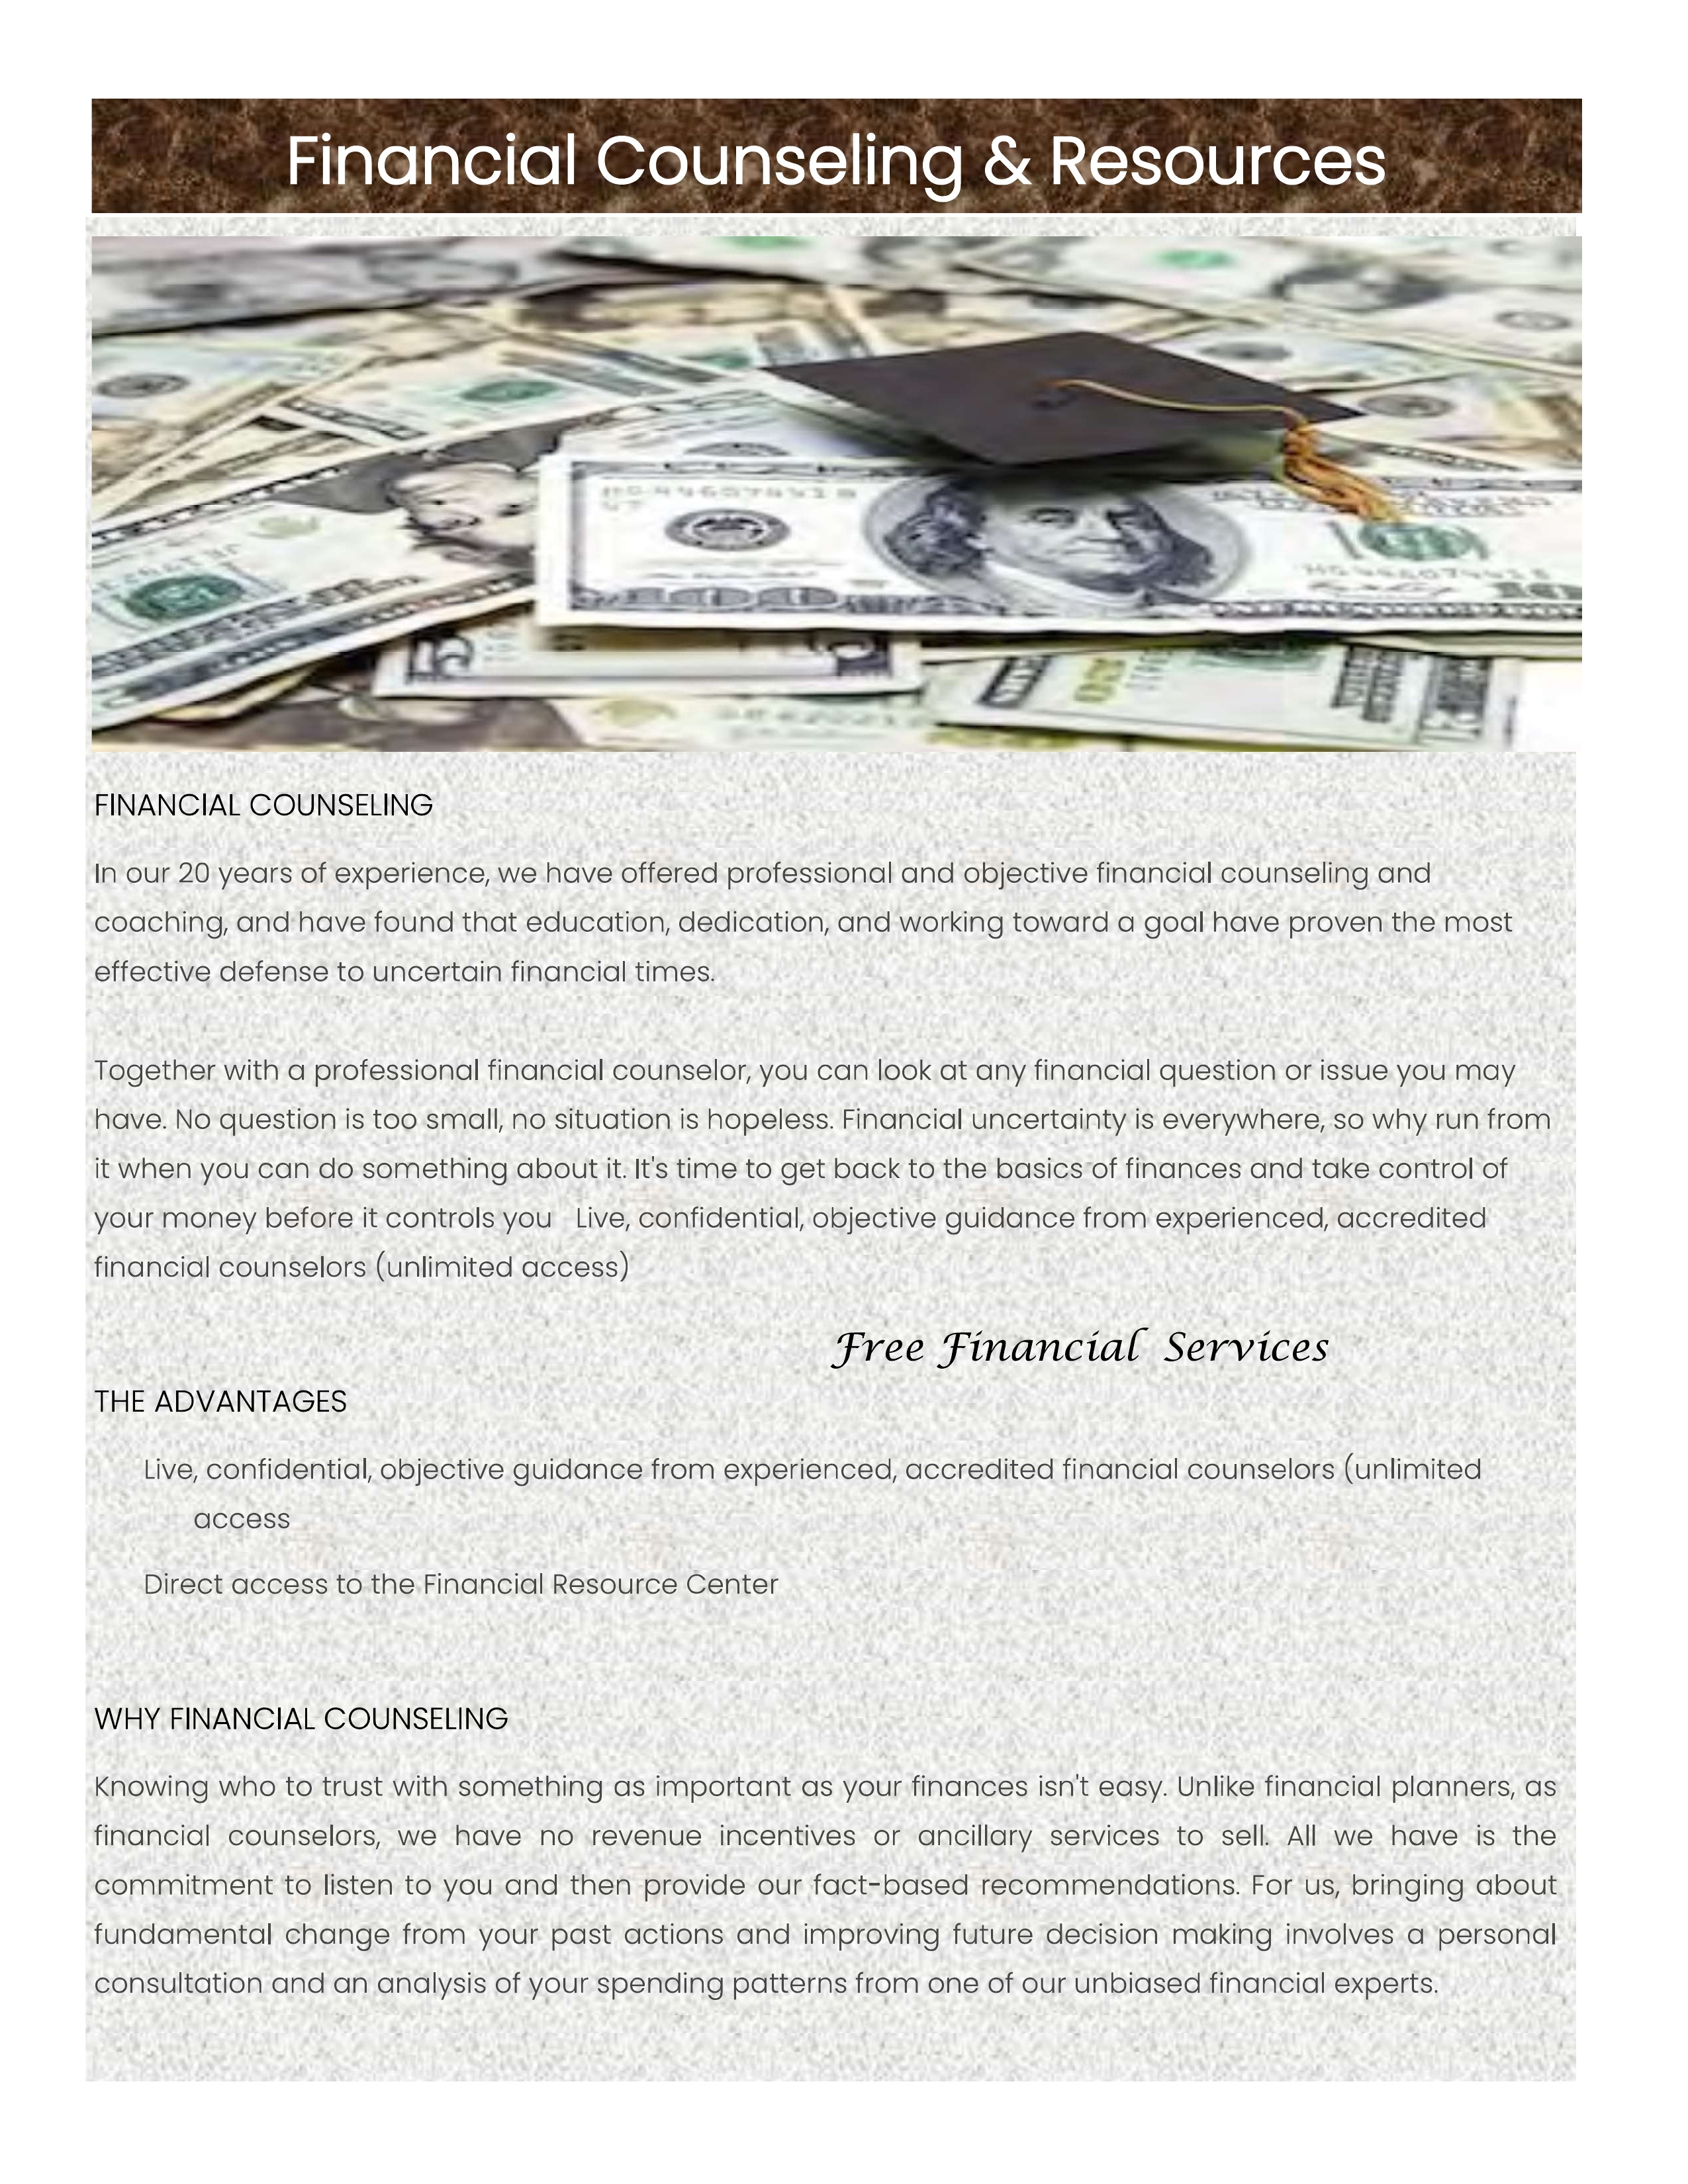 Financial Counseling & Resources
FINANCIAL COUNSELING
In our 20 years of experience, we have offered professional and objective financial counseling and
coaching, and have found that education, dedication, and working toward a goal have proven the most
effective defense to uncertain financial times.
Together with a professional financial counselor, you can look at any financial question or issue you may
have. No question is too small, no situation is hopeless. Financial uncertainty is everywhere, so why run from
it when you can do something about it. It's time to get back to the basics of finances and take control of
your money before it controls you   Live, confidential, objective guidance from experienced, accredited
financial counselors (unlimited access)
Free Financial  Services
THE ADVANTAGES
Live, confidential, objective guidance from experienced, accredited financial counselors (unlimited
access
Direct access to the Financial Resource Center
WHY FINANCIAL COUNSELING
Knowing who to trust with something as important as your finances isn't easy. Unlike financial planners, as
financial counselors, we have no revenue incentives or ancillary services to sell. All we have is the
commitment to listen to you and then provide our fact-based recommendations. For us, bringing about
fundamental change from your past actions and improving future decision making involves a personal
consultation and an analysis of your spending patterns from one of our unbiased financial experts.